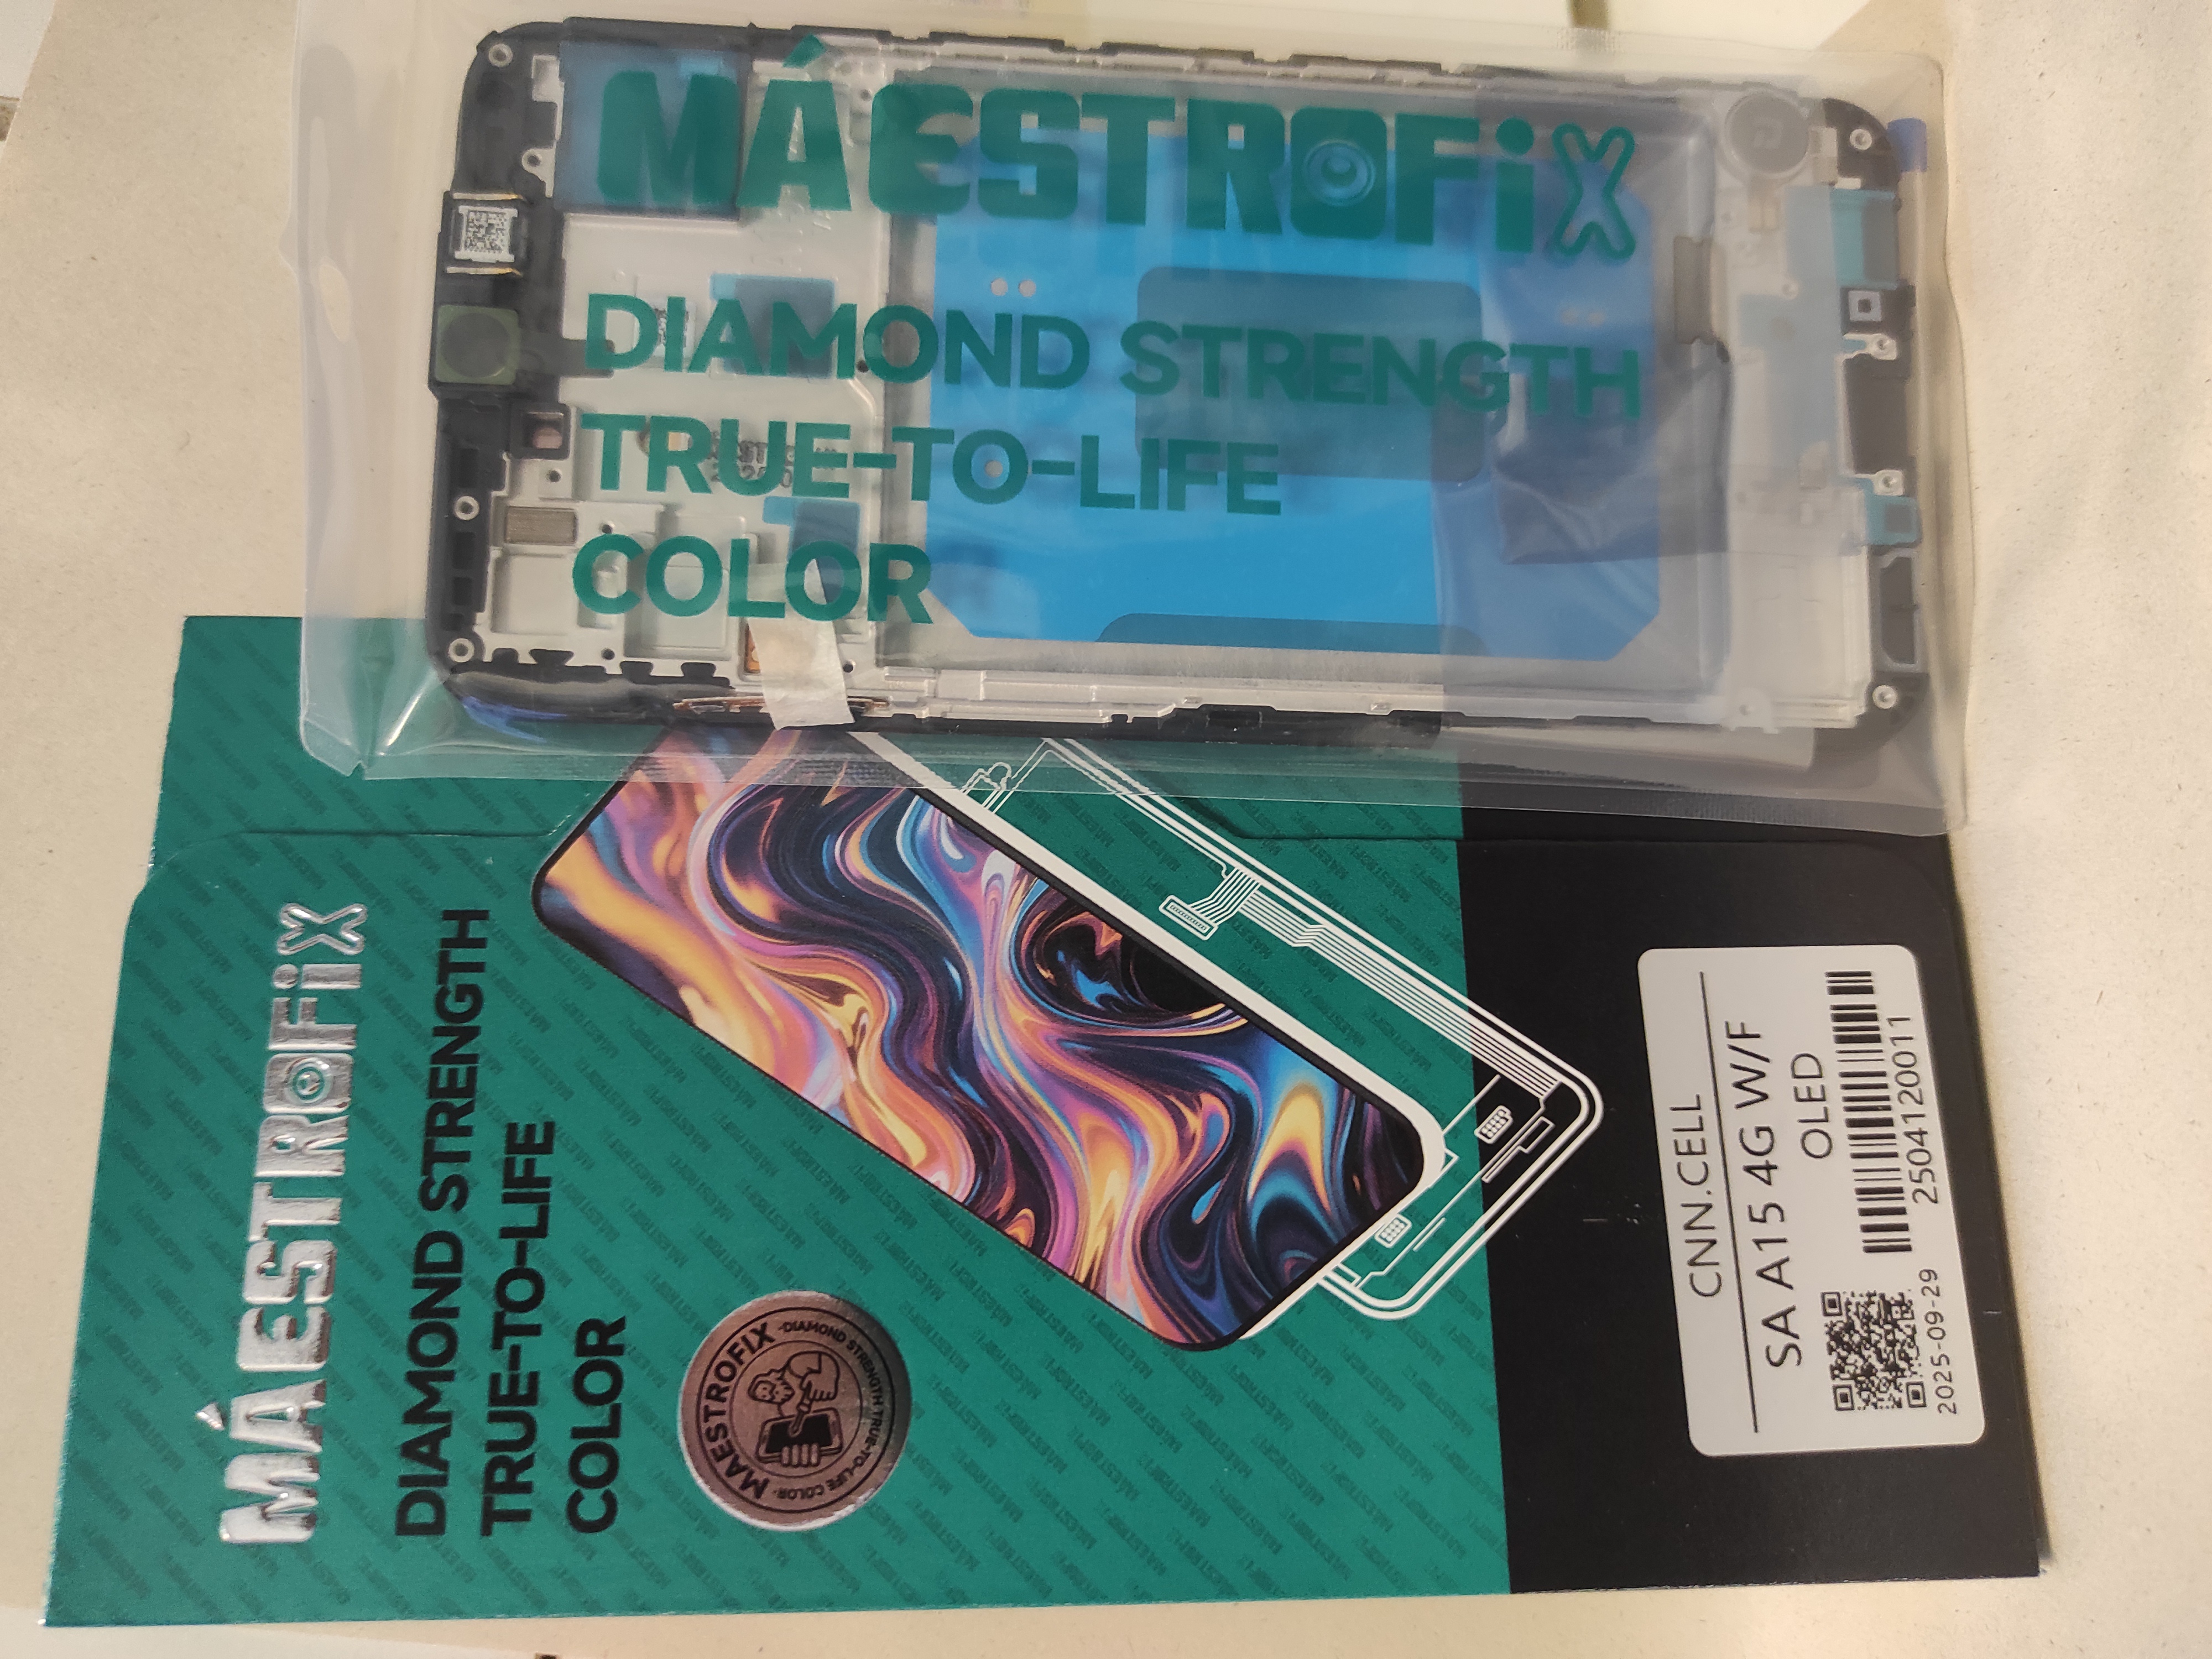 MÁESTROFiX
DIAMOND STRENGTH
TRUE-TO-LIFE
COLOR
MÁESTROFiX
DIAMOND STRENGTH
TRUE-TO-LIFE
COLOR
MAESTROFIX
·DIAMOND STRENGTH TRUE-TO-LIFE COLOR·
CNN.CELL
SA A15 4G W/F
OLED
2504120011
2025-09-29